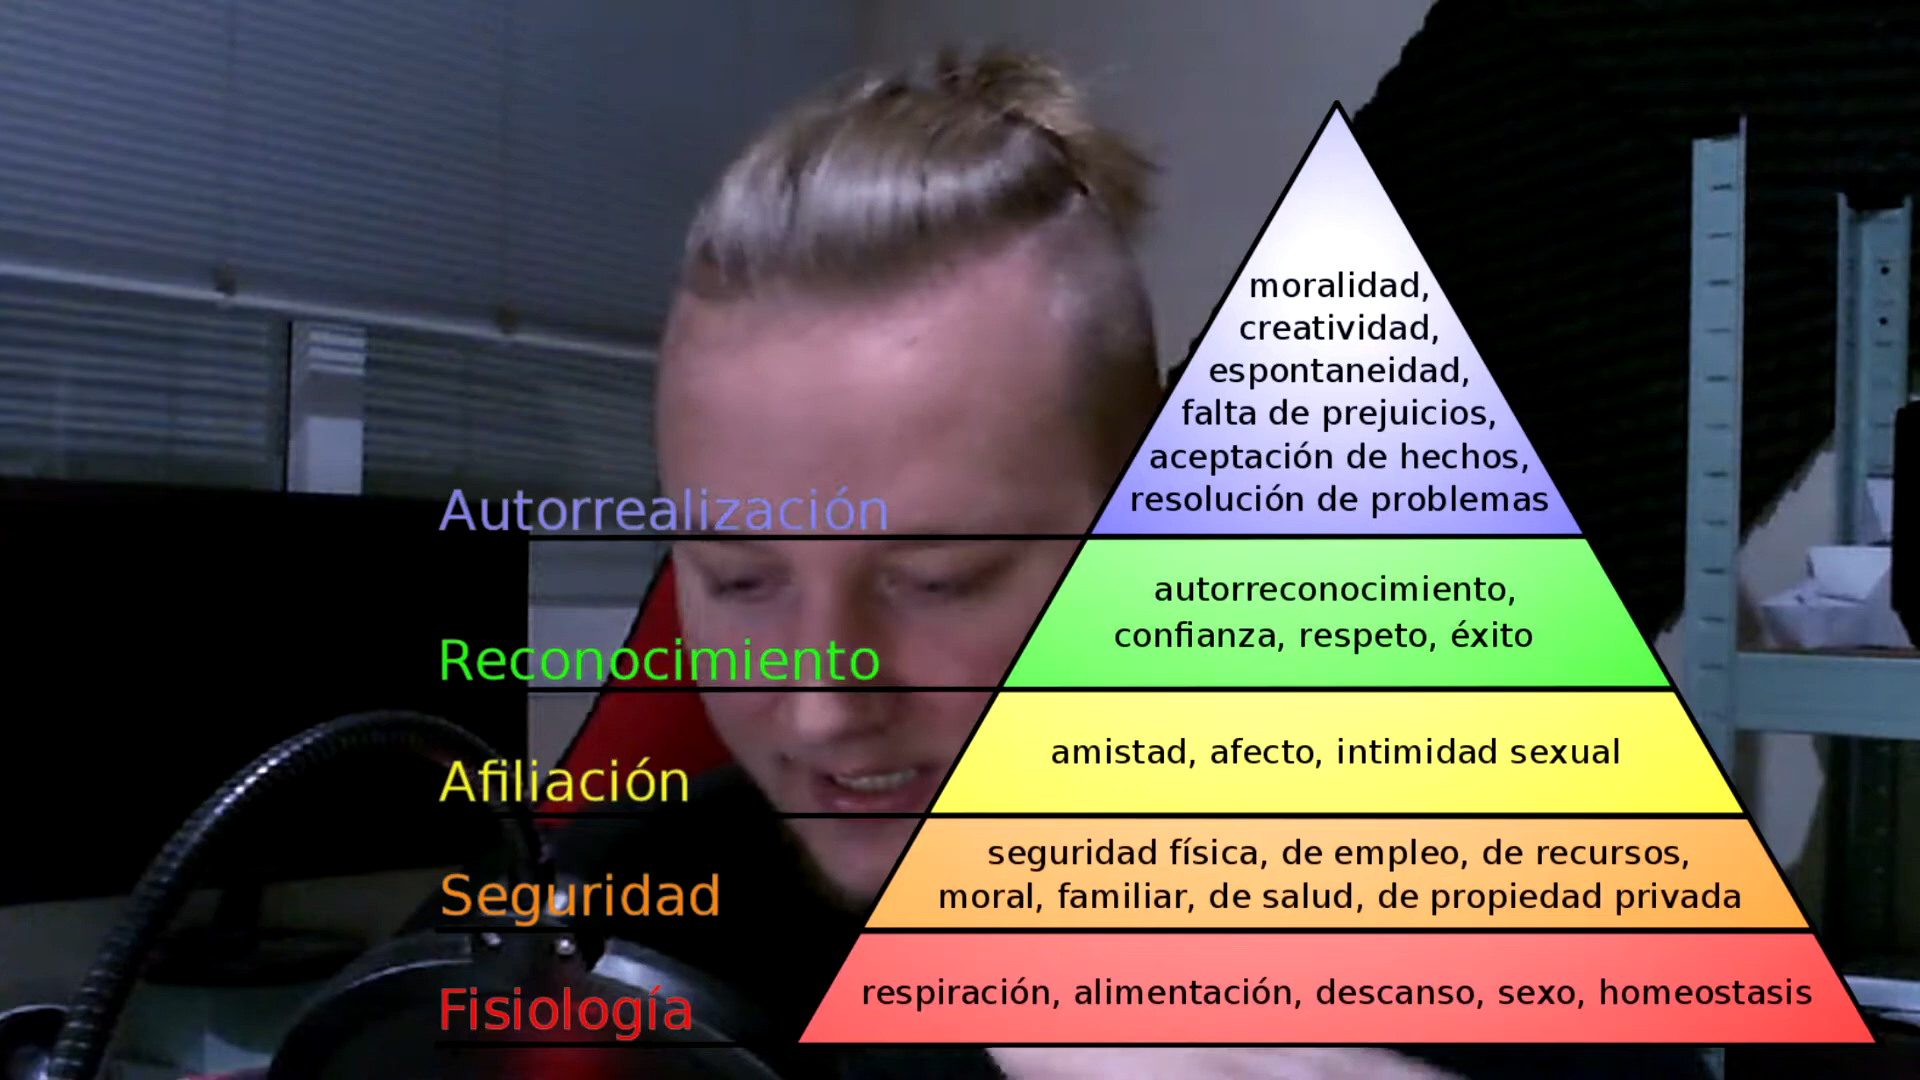 moralidad,
creatividad,
espontaneidad,
falta de prejuicios,
aceptación de hechos,
resolución de problemas
Autorrealización
autorreconocimiento,
confianza, respeto, éxito
Reconocimiento
amistad, afecto, intimidad sexual
Afiliación
seguridad física, de empleo, de recursos,
moral, familiar, de salud, de propiedad privada
Seguridad
respiración, alimentación, descanso, sexo, homeostasis
Fisiología